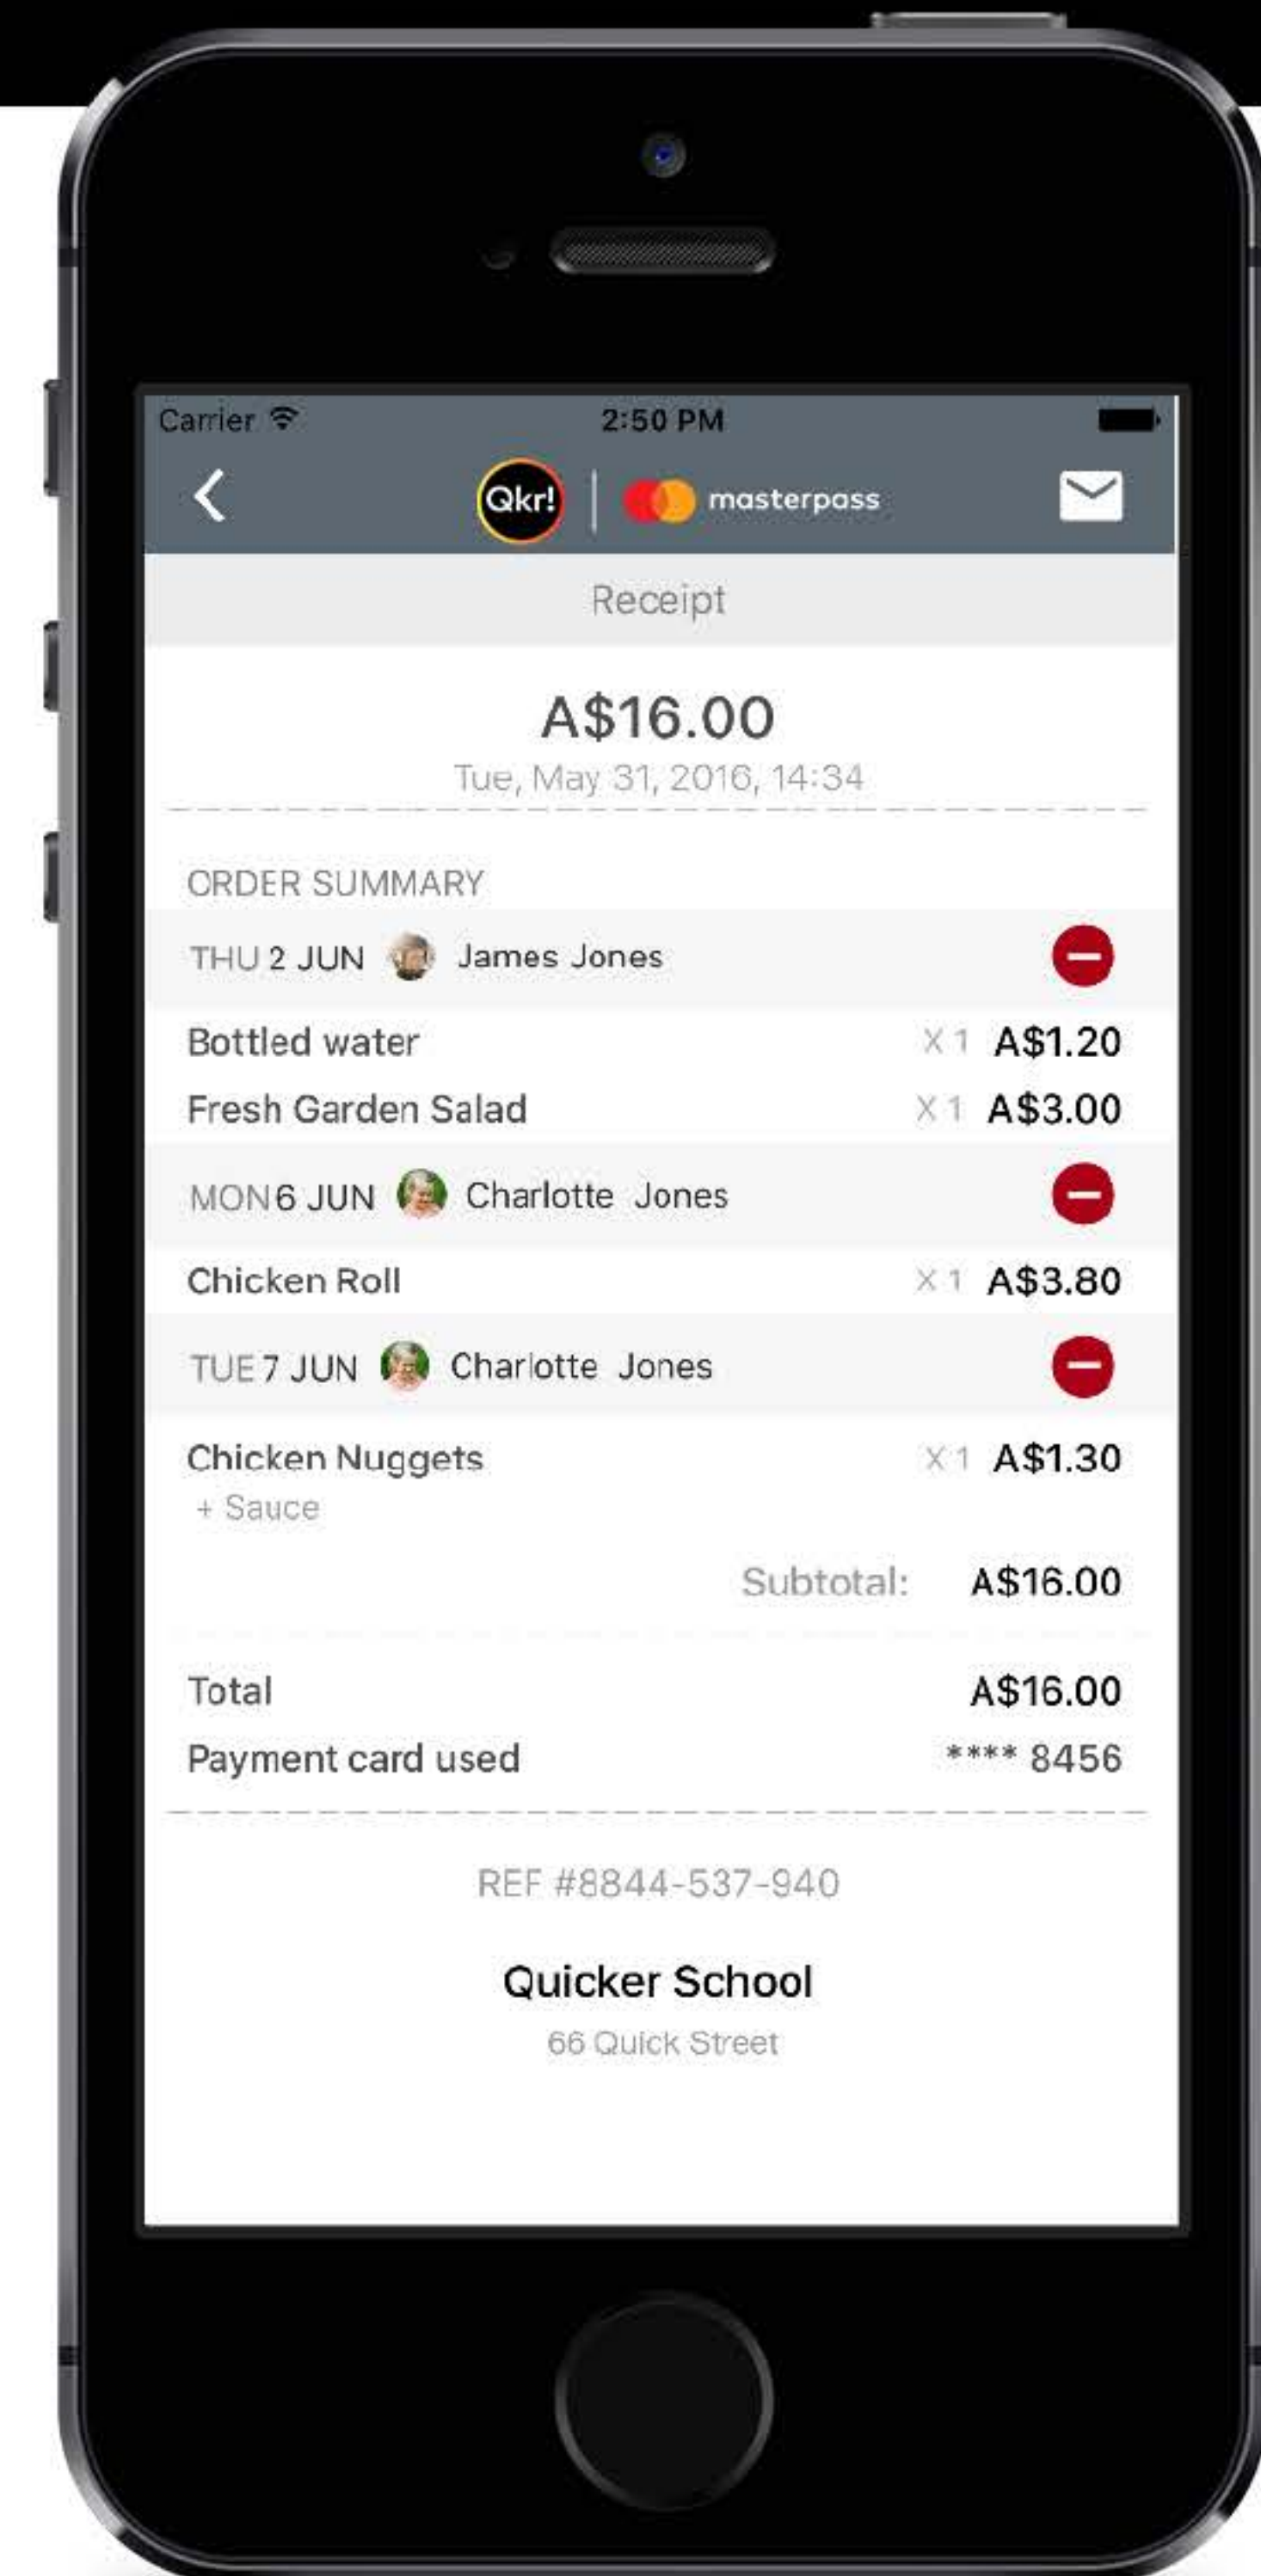 Carrier 2:50 PM
Qkr! masterpass
Receipt
A$16.00
Tue, May 31, 2016, 14:34
ORDER SUMMARY
THU 2 JUN James Jones
Bottled water X 1 A$1.20
Fresh Garden Salad X 1 A$3.00
MON 6 JUN Charlotte Jones
Chicken Roll X 1 A$3.80
TUE 7 JUN Charlotte Jones
Chicken Nuggets X 1 A$1.30
+ Sauce
Subtotal: A$16.00
Total A$16.00
Payment card used **** 8456
REF #8844-537-940
Quicker School
66 Quick Street